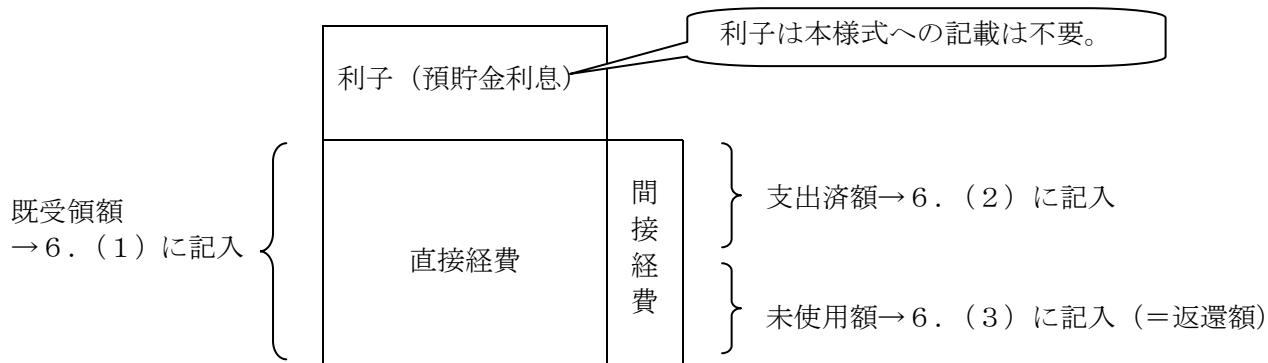 利子は本様式への記載は不要。
利子（預貯金利息）
既受領額
→６．（１）に記入
直接経費
間接経費
支出済額→６．（２）に記入
未使用額→６．（３）に記入（＝返還額）